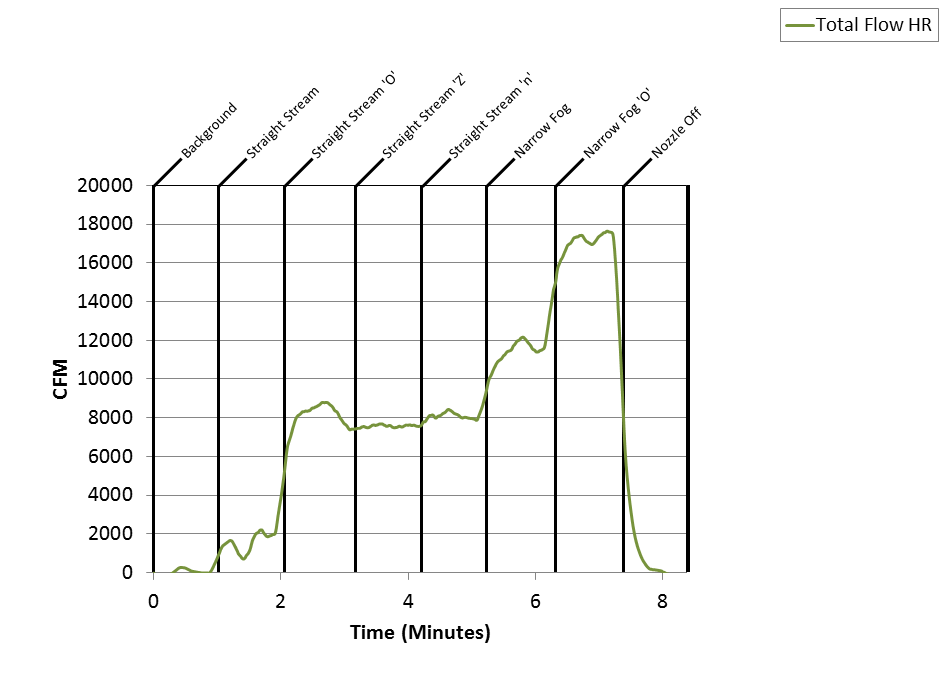 Total Flow HR
Background
Straight Stream
Straight Stream 'O'
Straight Stream 'Z'
Straight Stream 'n'
Narrow Fog
Narrow Fog 'O'
Nozzle Off
20000
18000
16000
14000
12000
10000
8000
6000
4000
2000
0
CFM
0 2 4 6 8
Time (Minutes)